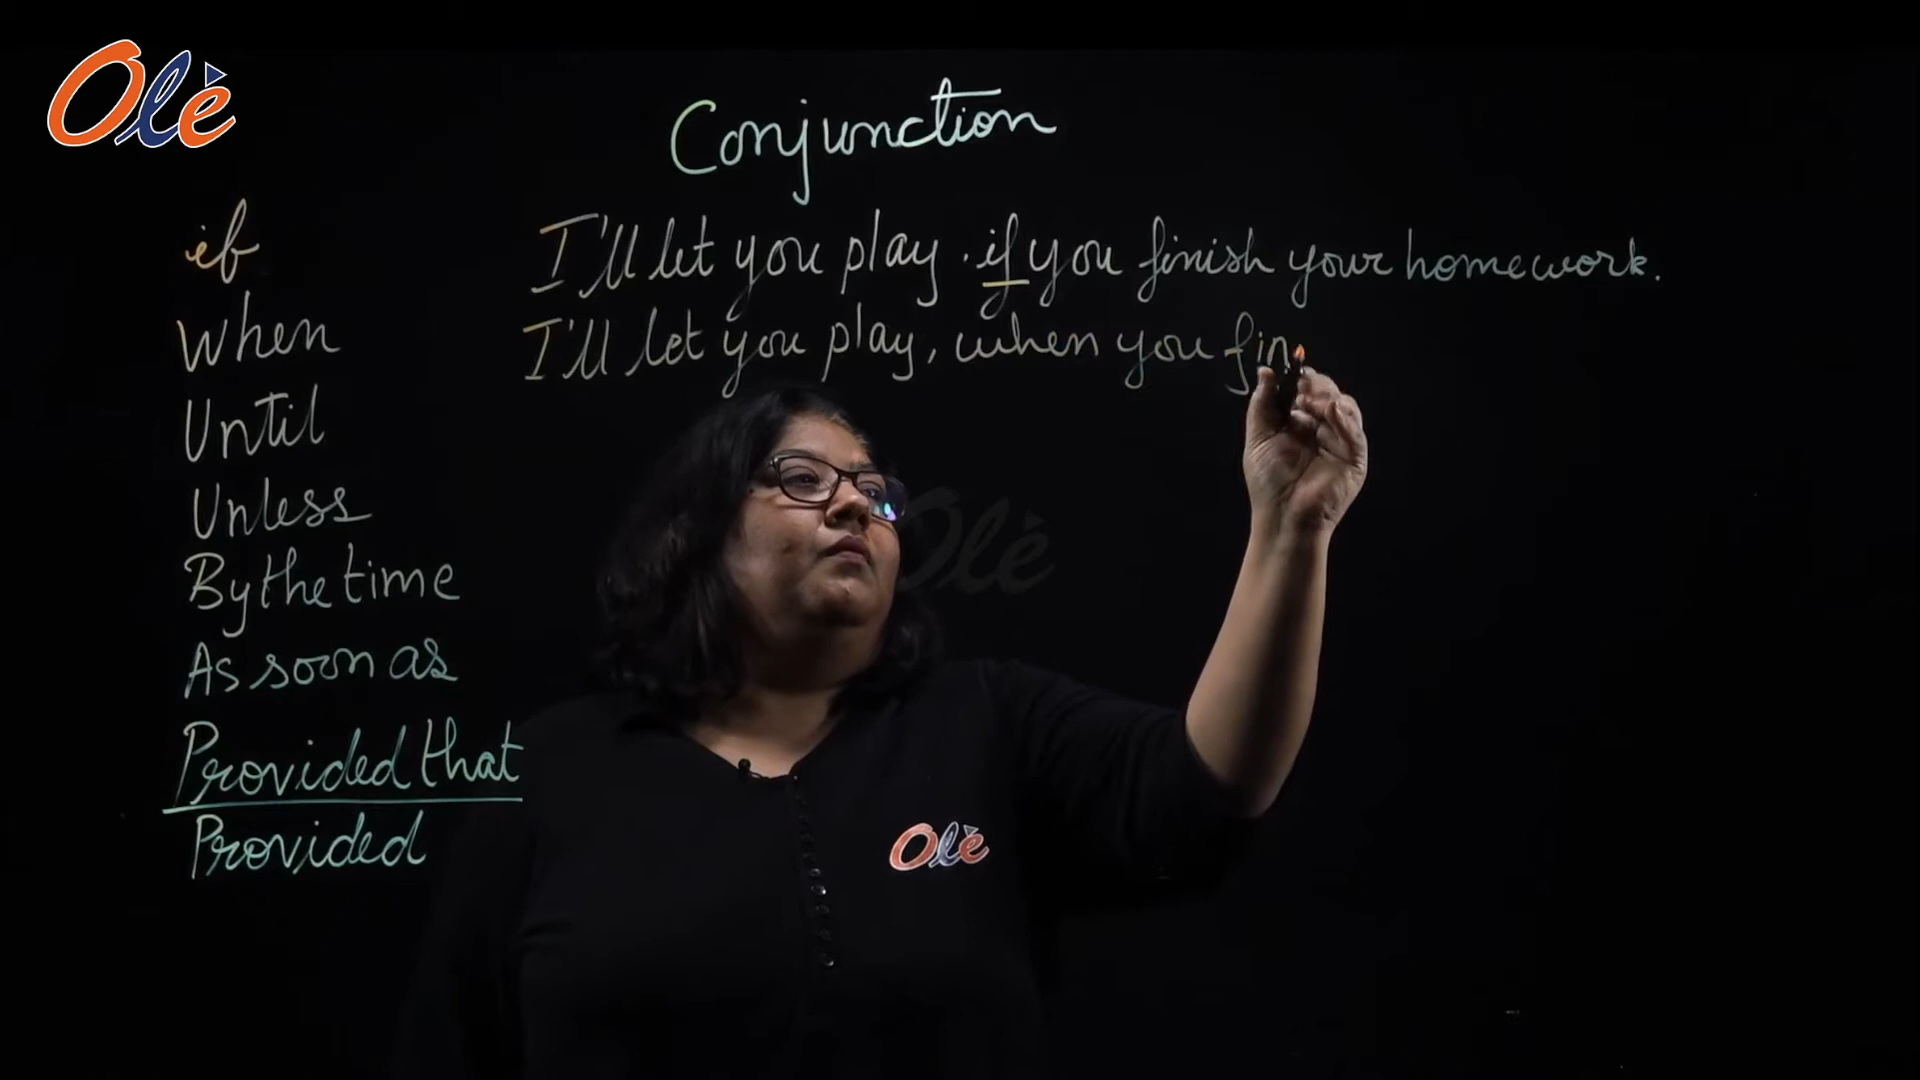 Olè
Conjunction
if
When
Until
Unless
By the time
As soon as
Provided that
Provided
I'll let you play. if you finish your homework.
I'll let you play, when you fin
Olè
Olè